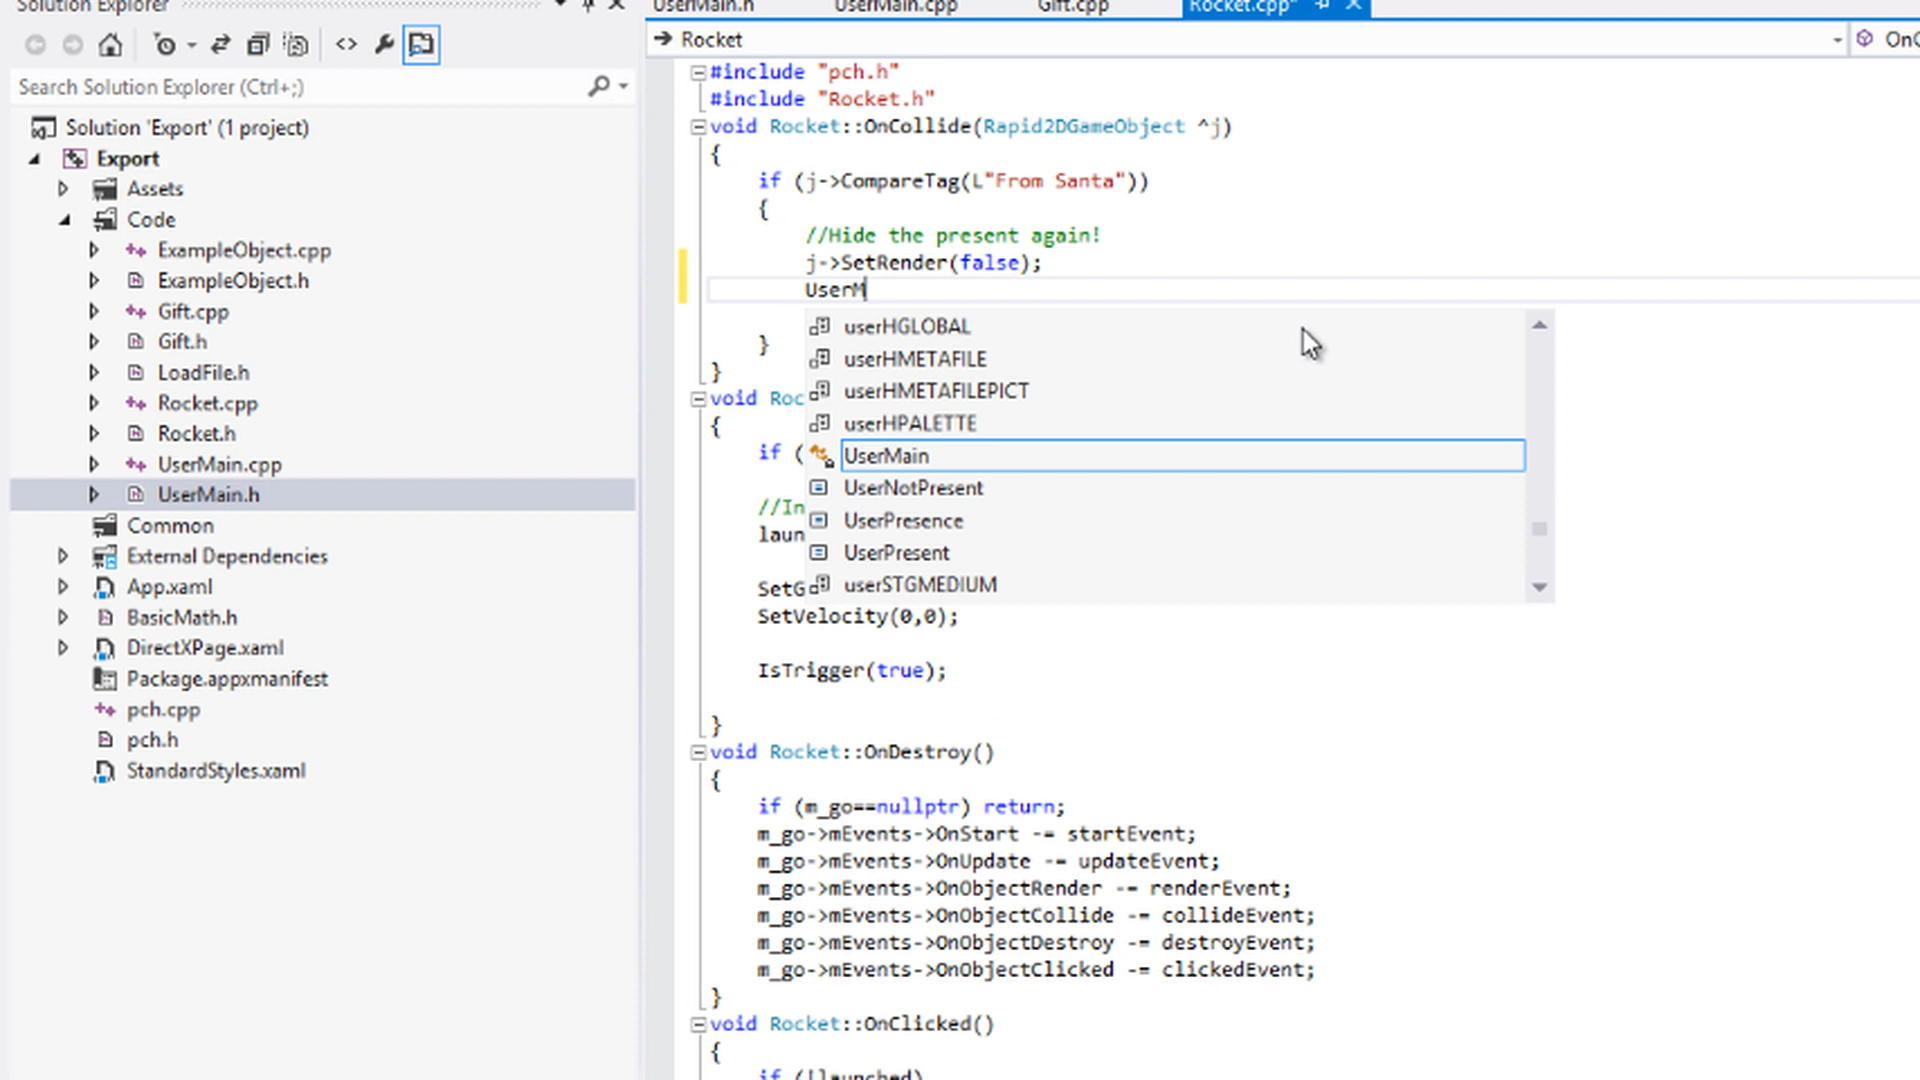 Solution Explorer
Search Solution Explorer (Ctrl+;)
Solution 'Export' (1 project)
Export
Assets
Code
ExampleObject.cpp
ExampleObject.h
Gift.cpp
Gift.h
LoadFile.h
Rocket.cpp
Rocket.h
UserMain.cpp
UserMain.h
Common
External Dependencies
App.xaml
BasicMath.h
DirectXPage.xaml
Package.appxmanifest
pch.cpp
pch.h
StandardStyles.xaml
UserMain.h UserMain.cpp Gift.cpp Rocket.cpp*
Rocket OnC
#include "pch.h"
#include "Rocket.h"
void Rocket::OnCollide(Rapid2DGameObject ^j)
{
if (j->CompareTag(L"From Santa"))
{
//Hide the present again!
j->SetRender(false);
UserM
}
}
void Roc
{
if (
//In
laun
SetG
userHGLOBAL
userHMETAFILE
userHMETAFILEPICT
userHPALETTE
UserMain
UserNotPresent
UserPresence
UserPresent
userSTGMEDIUM
SetVelocity(0,0);
IsTrigger(true);
}
void Rocket::OnDestroy()
{
if (m_go==nullptr) return;
m_go->mEvents->OnStart -= startEvent;
m_go->mEvents->OnUpdate -= updateEvent;
m_go->mEvents->OnObjectRender -= renderEvent;
m_go->mEvents->OnObjectCollide -= collideEvent;
m_go->mEvents->OnObjectDestroy -= destroyEvent;
m_go->mEvents->OnObjectClicked -= clickedEvent;
}
void Rocket::OnClicked()
{
if (!launched)